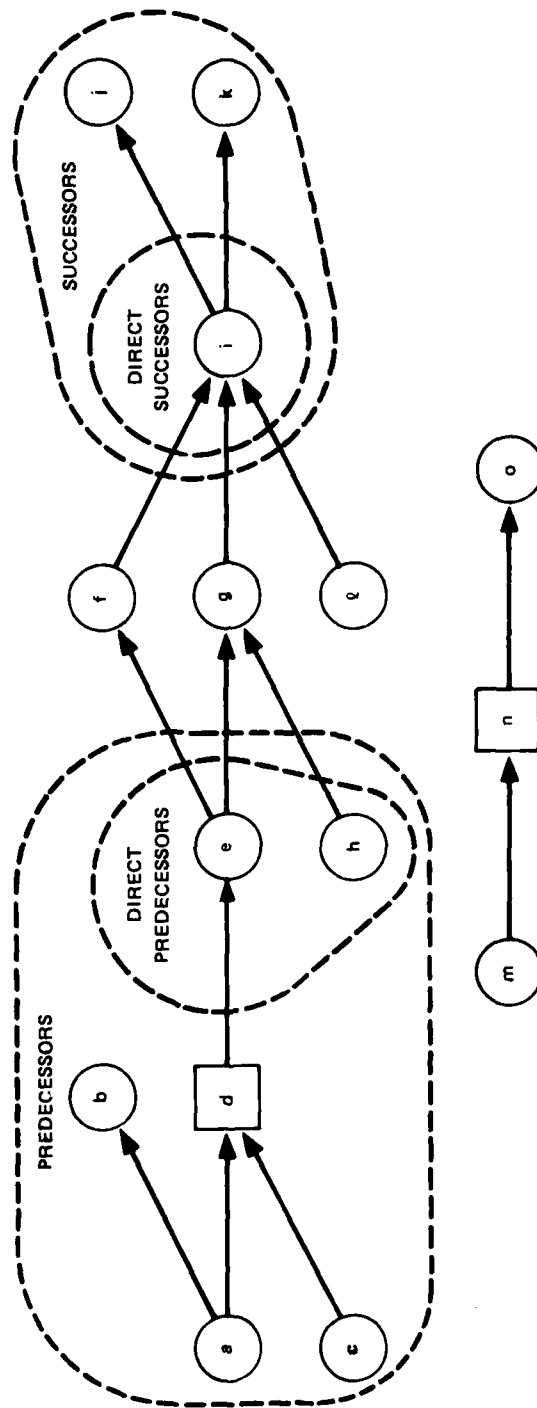 PREDECESSORS
SUCCESSORS
b
f
j
DIRECT
PREDECESSORS
DIRECT
SUCCESSORS
a
d
e
g
i
k
c
h
ℓ
m
n
o